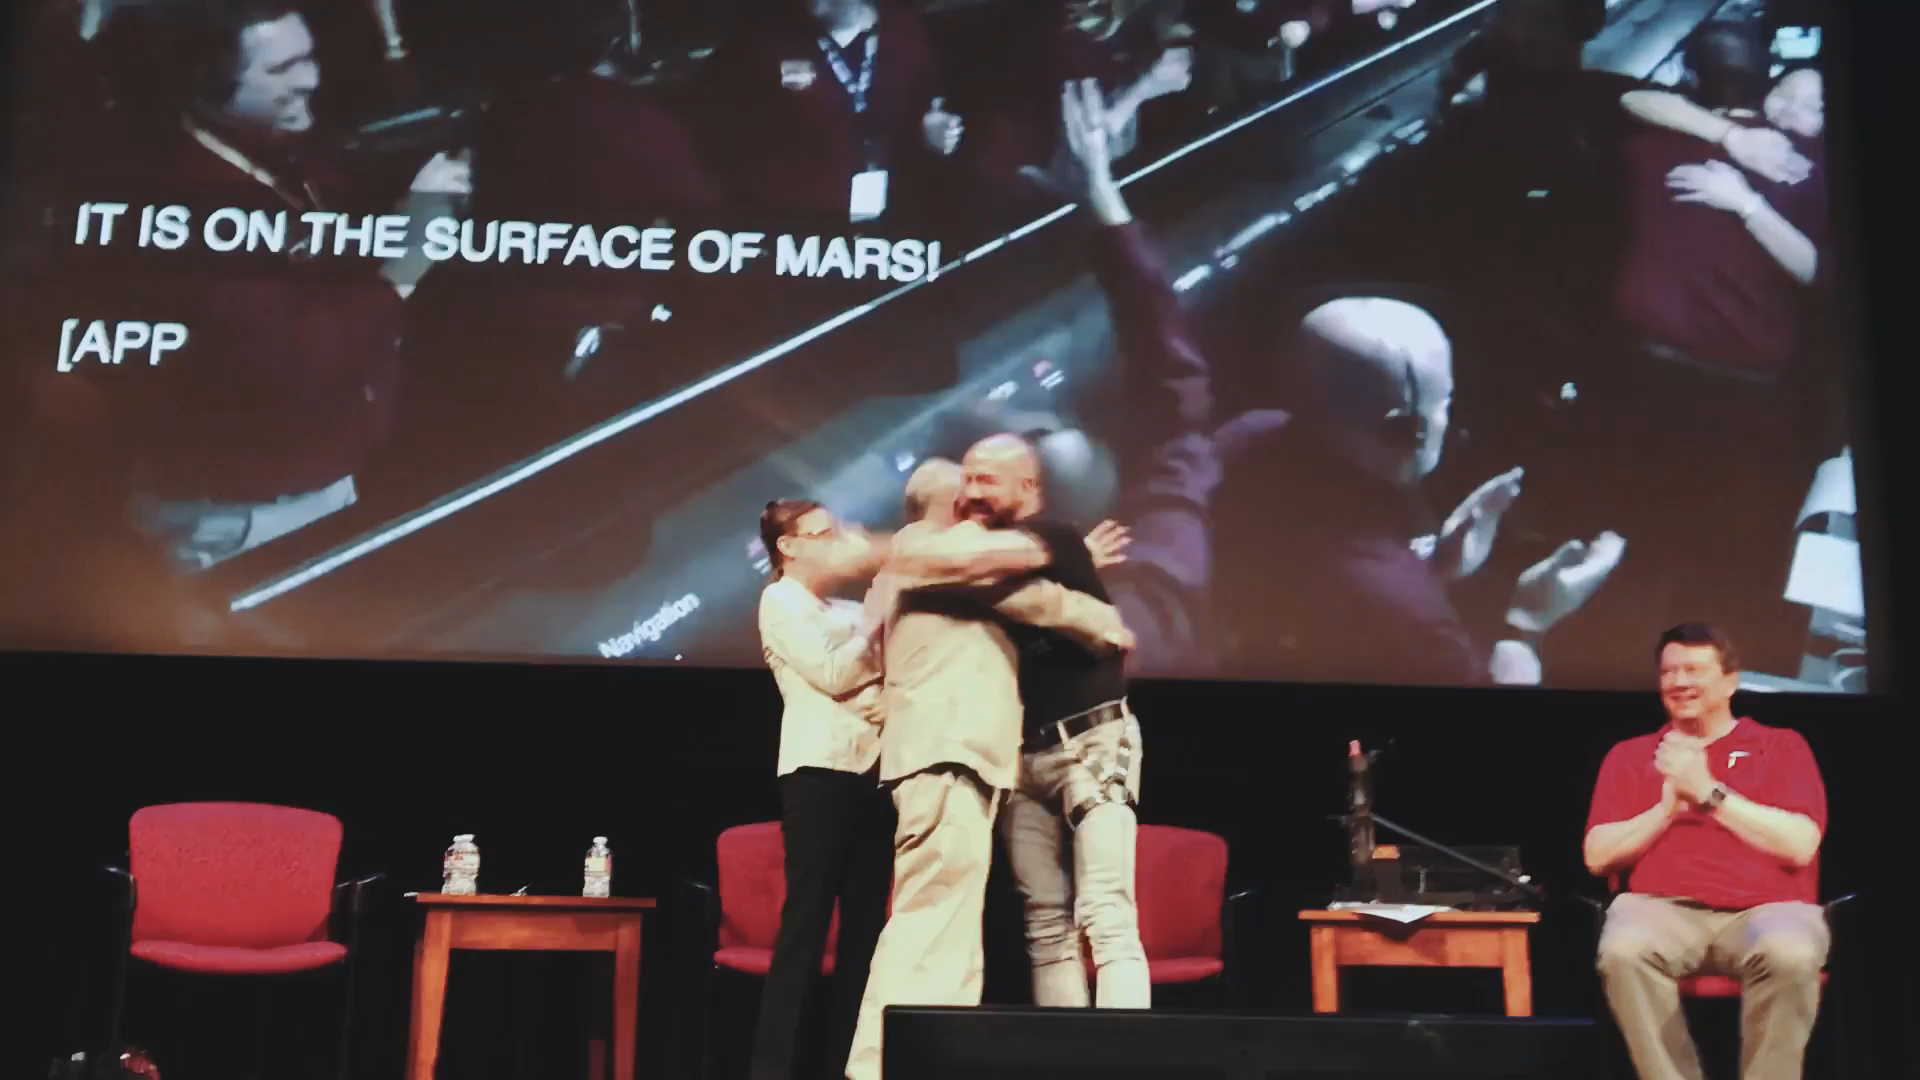 IT IS ON THE SURFACE OF MARS!
[APP
Navigation